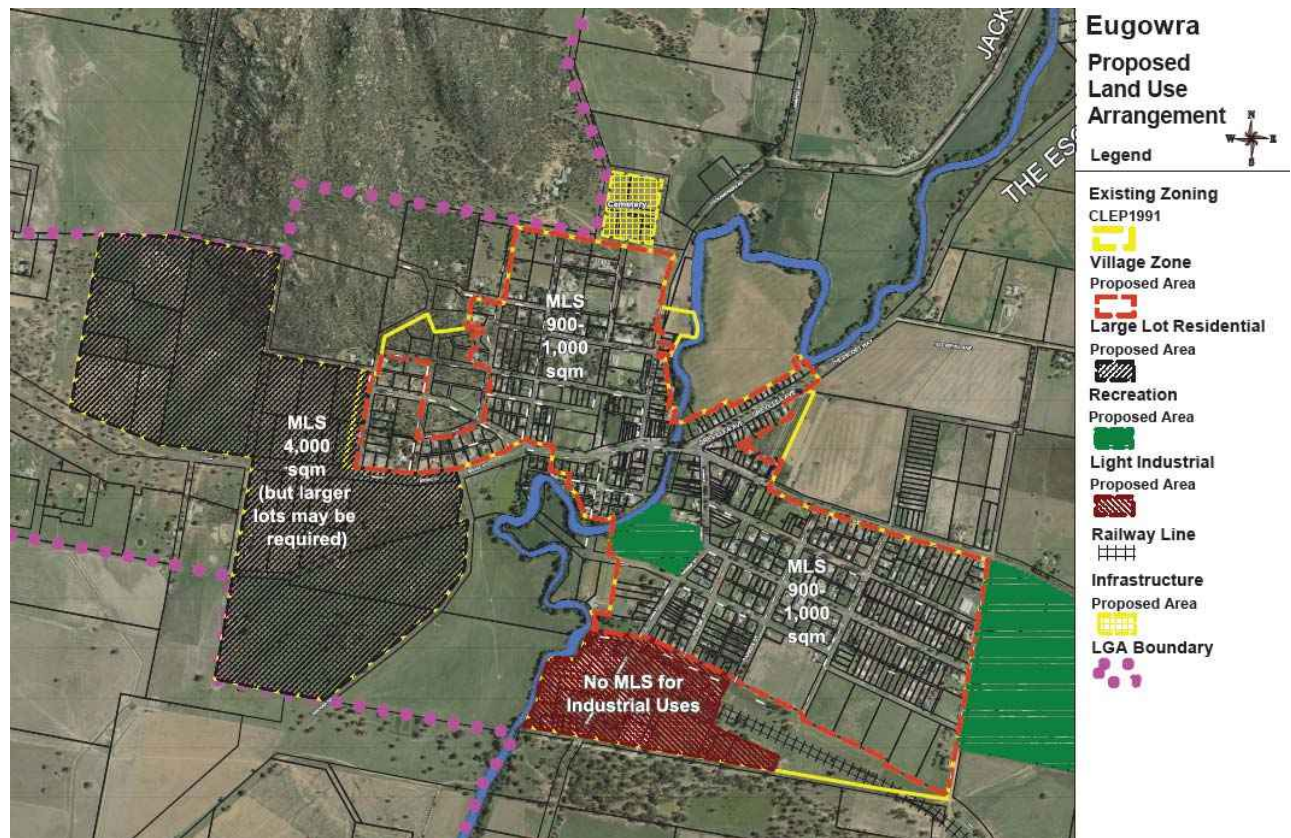 JACK
THE ESC
Cemetery
MLS
900-
1,000
sqm
MLS
4,000
sqm
(but larger
lots may be
required)
MLS
900-
1,000
sqm
No MLS for
Industrial Uses
Eugowra
Proposed
Land Use
Arrangement
N
W
E
S
Legend
Existing Zoning
CLEP1991
Village Zone
Proposed Area
Large Lot Residential
Proposed Area
Recreation
Proposed Area
Light Industrial
Proposed Area
Railway Line
Infrastructure
Proposed Area
LGA Boundary